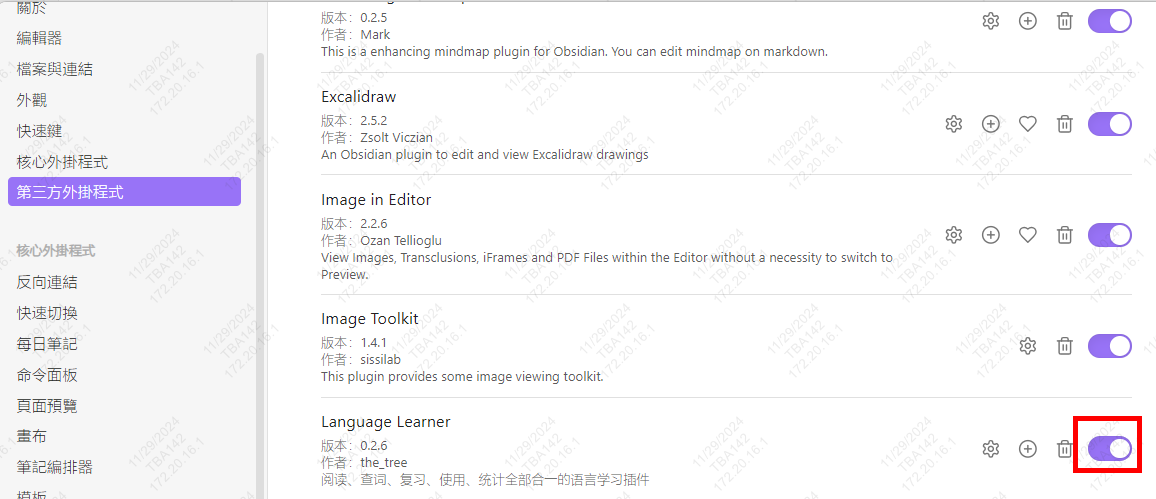 關於
編輯器
檔案與連結
外觀
快速鍵
核心外掛程式
第三方外掛程式
核心外掛程式
反向連結
快速切換
每日筆記
命令面板
頁面預覽
畫布
筆記編排器
模板
版本：0.2.5
作者：Mark
This is a enhancing mindmap plugin for Obsidian. You can edit mindmap on markdown.
Excalidraw
版本：2.5.2
作者：Zsolt Viczian
An Obsidian plugin to edit and view Excalidraw drawings
Image in Editor
版本：2.2.6
作者：Ozan Tellioglu
View Images, Transclusions, iFrames and PDF Files within the Editor without a necessity to switch to
Preview.
Image Toolkit
版本：1.4.1
作者：sissilab
This plugin provides some image viewing toolkit.
Language Learner
版本：0.2.6
作者：the_tree
阅读、查词、复习、使用、统计全部合一的语言学习插件
11/29/2024
TBA142
172.20.16.1